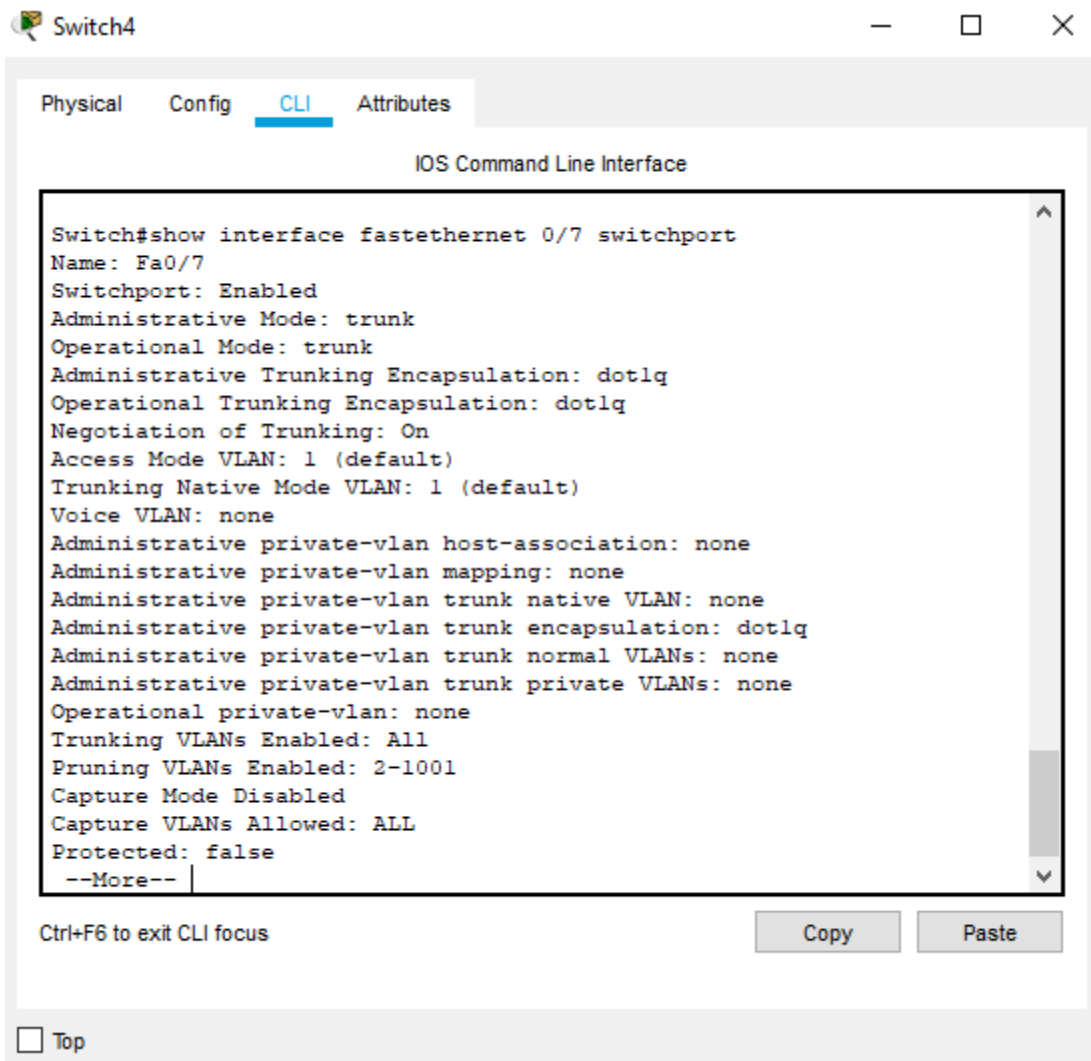 Switch4
Physical Config CLI Attributes
IOS Command Line Interface
Switch#show interface fastethernet 0/7 switchport
Name: Fa0/7
Switchport: Enabled
Administrative Mode: trunk
Operational Mode: trunk
Administrative Trunking Encapsulation: dot1q
Operational Trunking Encapsulation: dot1q
Negotiation of Trunking: On
Access Mode VLAN: 1 (default)
Trunking Native Mode VLAN: 1 (default)
Voice VLAN: none
Administrative private-vlan host-association: none
Administrative private-vlan mapping: none
Administrative private-vlan trunk native VLAN: none
Administrative private-vlan trunk encapsulation: dot1q
Administrative private-vlan trunk normal VLANs: none
Administrative private-vlan trunk private VLANs: none
Operational private-vlan: none
Trunking VLANs Enabled: All
Pruning VLANs Enabled: 2-1001
Capture Mode Disabled
Capture VLANs Allowed: ALL
Protected: false
--More--
Ctrl+F6 to exit CLI focus Copy Paste
Top